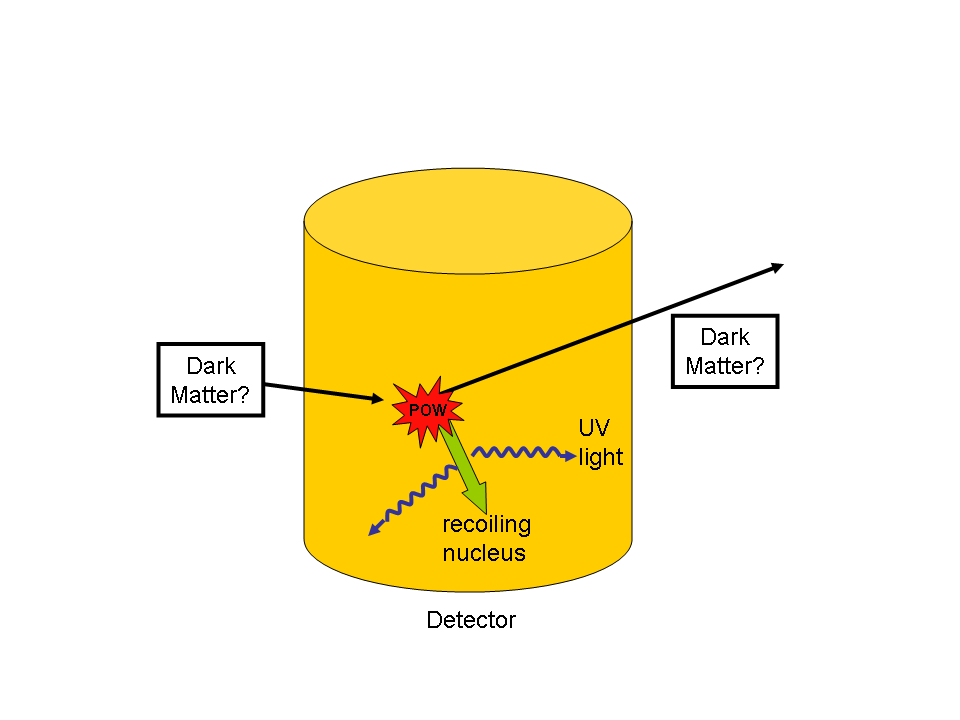 Dark
Matter?
Dark
Matter?
POW
UV
light
recoiling
nucleus
Detector